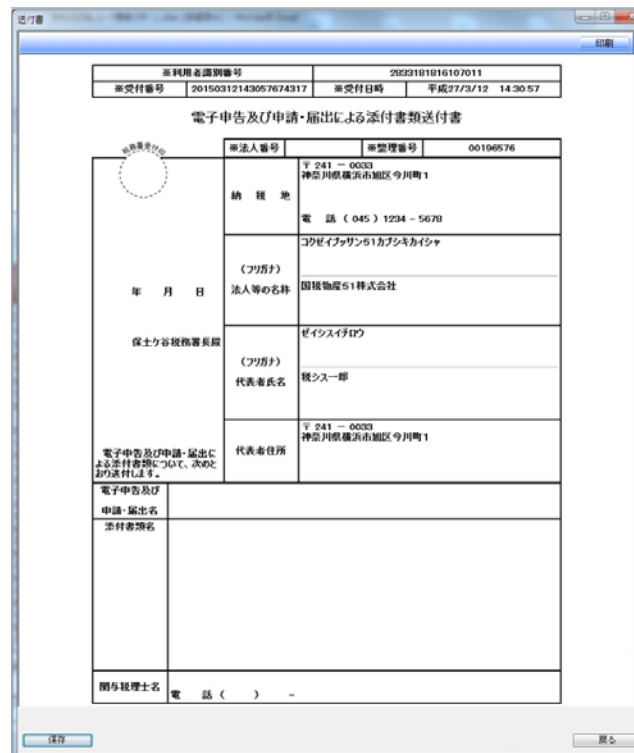 送付書
印刷
※利用者識別番号 2833181816107011
※受付番号 20150312143057674317 ※受付日時 平成27/3/12 14:30:57
電子申告及び申請・届出による添付書類送付書
税務署受付印
※法人番号 ※整理番号 00196576
納税地
〒 241 - 0033
神奈川県横浜市旭区今川町1
電話 ( 045 ) 1234 - 5678
年 月 日
(フリガナ)
法人等の名称
コクゼイブッサン51カブシキカイシャ
国税物産51株式会社
保土ケ谷税務署長殿
(フリガナ)
代表者氏名
ゼイシスイチロウ
税シス一郎
代表者住所
〒 241 - 0033
神奈川県横浜市旭区今川町1
電子申告及び申請・届出に
よる添付書類について、次のと
おり送付します。
電子申告及び
申請・届出名
添付書類名
関与税理士名
電話 ( ) -
保存
戻る